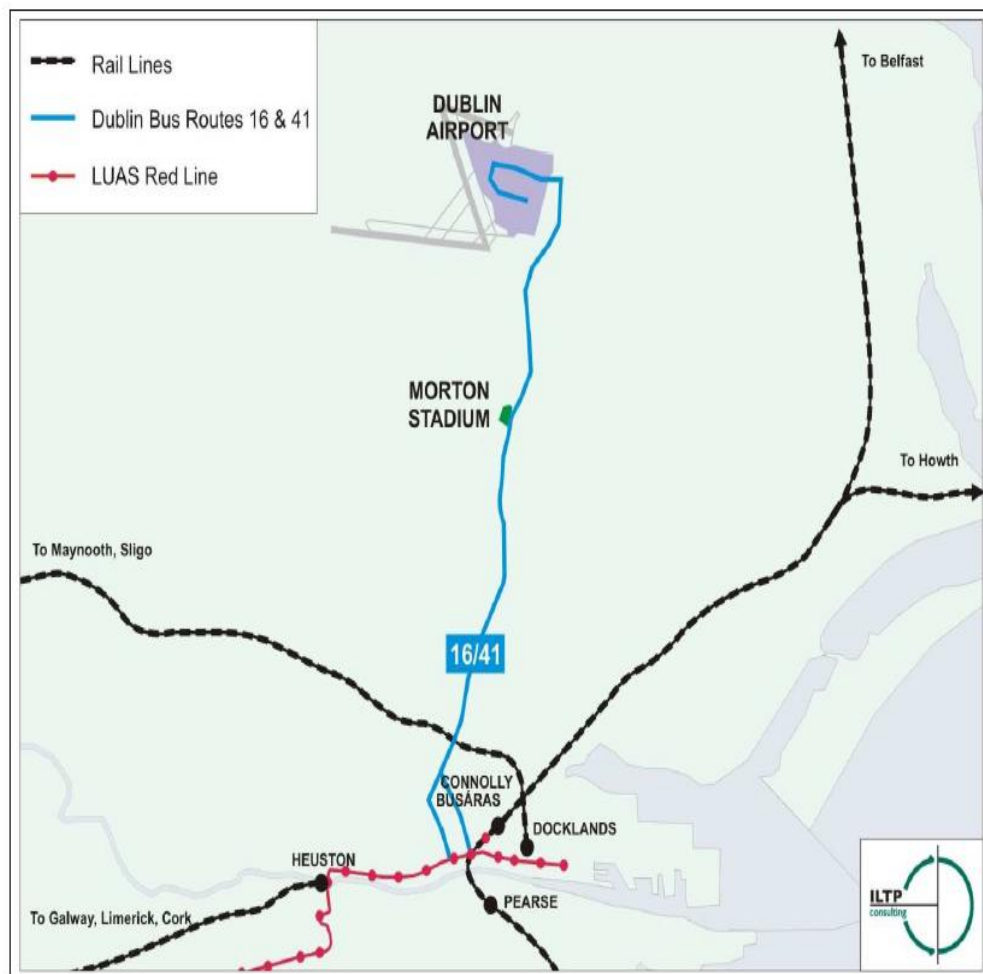 Rail Lines
Dublin Bus Routes 16 & 41
LUAS Red Line
To Belfast
DUBLIN
AIRPORT
MORTON
STADIUM
To Howth
To Maynooth, Sligo
16/41
CONNOLLY
BUSÁRAS
DOCKLANDS
HEUSTON
PEARSE
To Galway, Limerick, Cork
ILTP
consulting